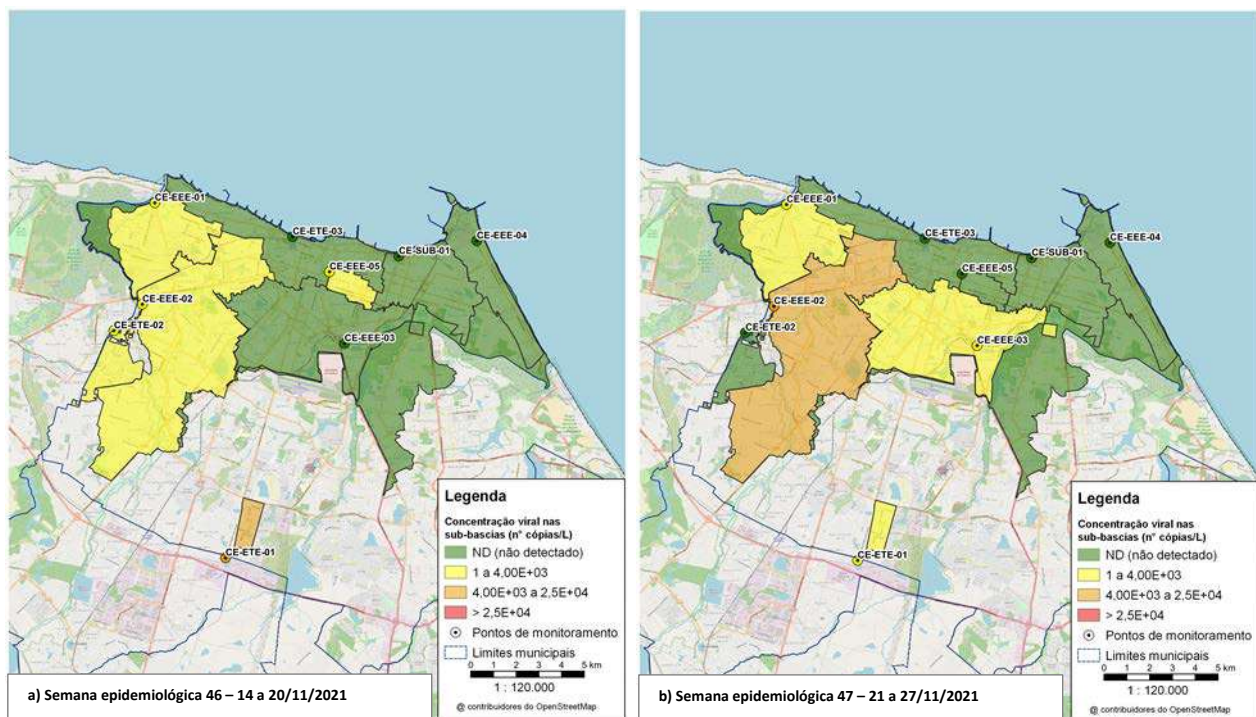 CE-EEE-01
CE-ETE-03
CE-EEE-04
CE-SUB-01
CE-EEE-05
CE-EEE-02
CE-ETE-02
CE-EEE-03
CE-ETE-01
Legenda
Concentração viral nas
sub-bascias (n° cópias/L)
ND (não detectado)
1 a 4,00E+03
4,00E+03 a 2,5E+04
> 2,5E+04
Pontos de monitoramento
Limites municipais
0 1 2 3 4 5 km
1 : 120.000
@ contribuidores do OpenStreetMap
a) Semana epidemiológica 46 – 14 a 20/11/2021
CE-EEE-01
CE-ETE-03
CE-EEE-04
CE-SUB-01
CE-EEE-05
CE-EEE-02
CE-ETE-02
CE-EEE-03
CE-ETE-01
Legenda
Concentração viral nas
sub-bascias (n° cópias/L)
ND (não detectado)
1 a 4,00E+03
4,00E+03 a 2,5E+04
> 2,5E+04
Pontos de monitoramento
Limites municipais
0 1 2 3 4 5 km
1 : 120.000
@ contribuidores do OpenStreetMap
b) Semana epidemiológica 47 – 21 a 27/11/2021